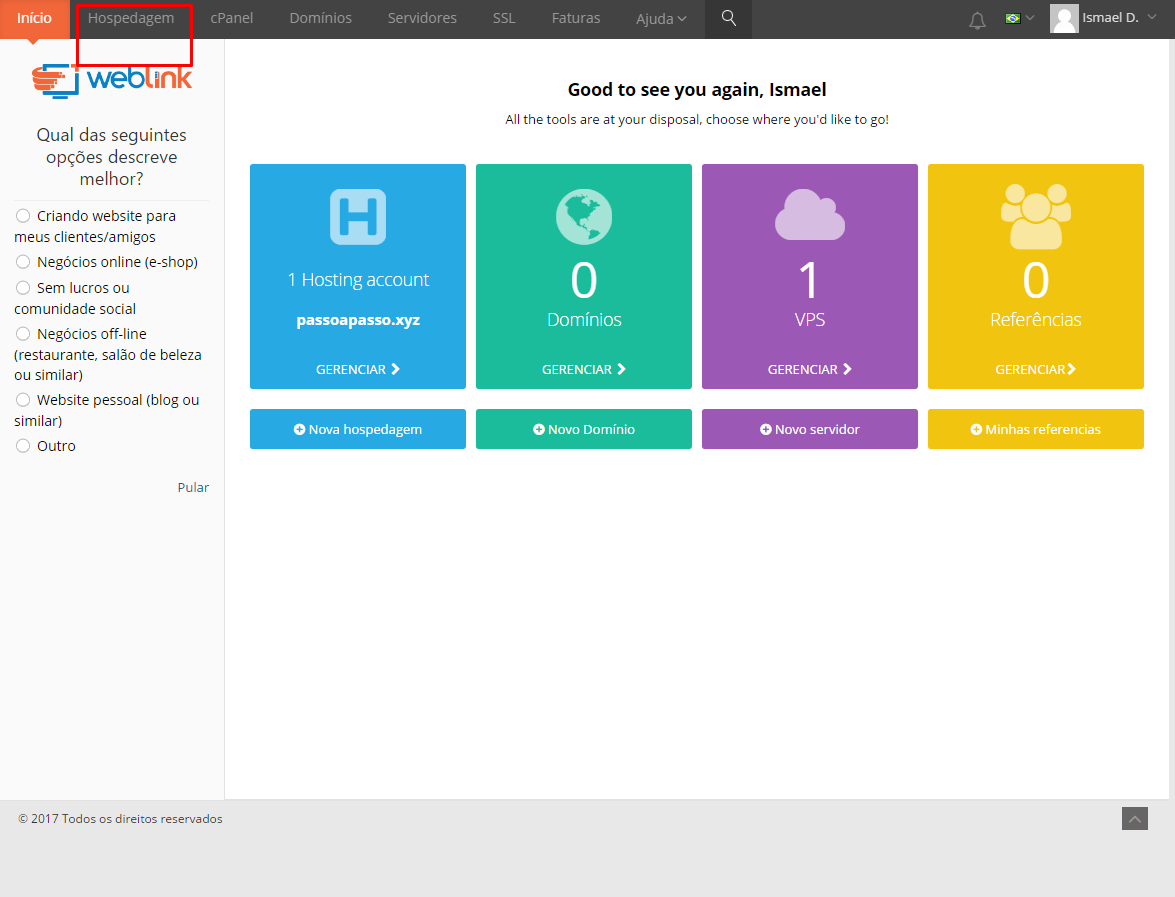 Início Hospedagem cPanel Domínios Servidores SSL Faturas Ajuda Ismael D.
weblink
Qual das seguintes
opções descreve
melhor?
Criando website para
meus clientes/amigos
Negócios online (e-shop)
Sem lucros ou
comunidade social
Negócios off-line
(restaurante, salão de beleza
ou similar)
Website pessoal (blog ou
similar)
Outro
Pular
Good to see you again, Ismael
All the tools are at your disposal, choose where you'd like to go!
H
1 Hosting account
passoapasso.xyz
GERENCIAR
0
Domínios
GERENCIAR
1
VPS
GERENCIAR
0
Referências
GERENCIAR
Nova hospedagem
Novo Domínio
Novo servidor
Minhas referencias
© 2017 Todos os direitos reservados